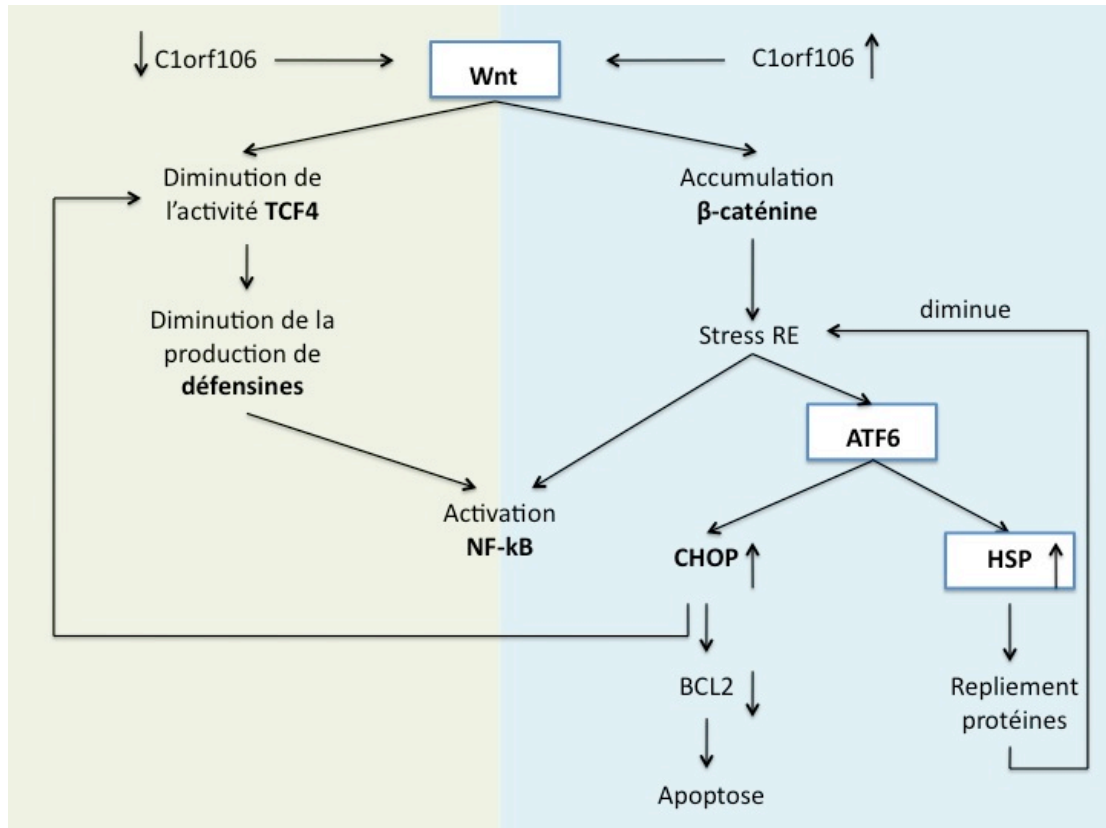 C1orf106
Wnt
C1orf106
Diminution de
l'activité TCF4
Accumulation
β-caténine
Diminution de la
production de
défensines
diminue
Stress RE
ATF6
Activation
NF-kB
CHOP
HSP
BCL2
Repliement
protéines
Apoptose